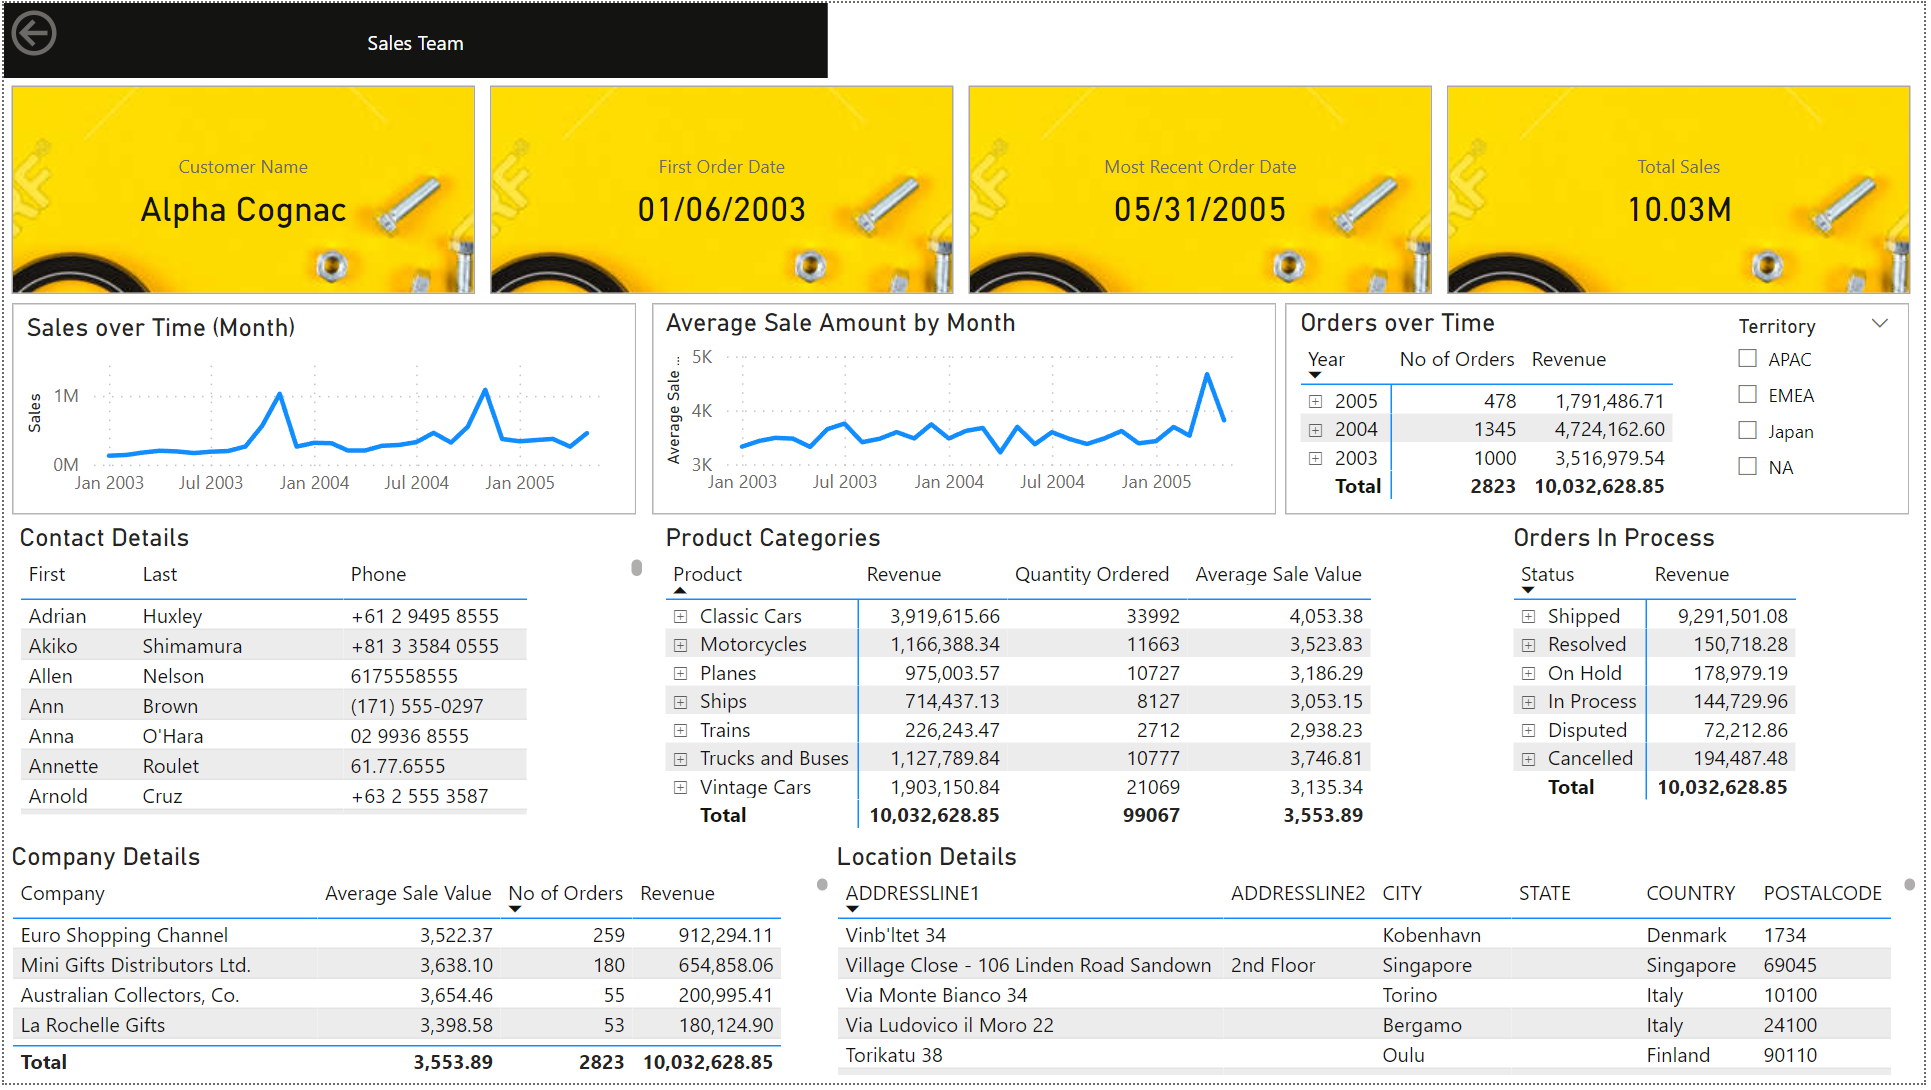 Sales Team
Customer Name
Alpha Cognac
First Order Date
01/06/2003
Most Recent Order Date
05/31/2005
Total Sales
10.03M
Sales over Time (Month)
Sales
1M
0M
Jan 2003 Jul 2003 Jan 2004 Jul 2004 Jan 2005
Average Sale Amount by Month
Average Sale ...
5K
4K
3K
Jan 2003 Jul 2003 Jan 2004 Jul 2004 Jan 2005
Orders over Time
Year No of Orders Revenue
2005 478 1,791,486.71
2004 1345 4,724,162.60
2003 1000 3,516,979.54
Total 2823 10,032,628.85
Territory
APAC
EMEA
Japan
NA
Contact Details
First Last Phone
Adrian Huxley +61 2 9495 8555
Akiko Shimamura +81 3 3584 0555
Allen Nelson 6175558555
Ann Brown (171) 555-0297
Anna O'Hara 02 9936 8555
Annette Roulet 61.77.6555
Arnold Cruz +63 2 555 3587
Product Categories
Product Revenue Quantity Ordered Average Sale Value
Classic Cars 3,919,615.66 33992 4,053.38
Motorcycles 1,166,388.34 11663 3,523.83
Planes 975,003.57 10727 3,186.29
Ships 714,437.13 8127 3,053.15
Trains 226,243.47 2712 2,938.23
Trucks and Buses 1,127,789.84 10777 3,746.81
Vintage Cars 1,903,150.84 21069 3,135.34
Total 10,032,628.85 99067 3,553.89
Orders In Process
Status Revenue
Shipped 9,291,501.08
Resolved 150,718.28
On Hold 178,979.19
In Process 144,729.96
Disputed 72,212.86
Cancelled 194,487.48
Total 10,032,628.85
Company Details
Company Average Sale Value No of Orders Revenue
Euro Shopping Channel 3,522.37 259 912,294.11
Mini Gifts Distributors Ltd. 3,638.10 180 654,858.06
Australian Collectors, Co. 3,654.46 55 200,995.41
La Rochelle Gifts 3,398.58 53 180,124.90
Total 3,553.89 2823 10,032,628.85
Location Details
ADDRESSLINE1 ADDRESSLINE2 CITY STATE COUNTRY POSTALCODE
Vinb'ltet 34 Kobenhavn Denmark 1734
Village Close - 106 Linden Road Sandown 2nd Floor Singapore Singapore 69045
Via Monte Bianco 34 Torino Italy 10100
Via Ludovico il Moro 22 Bergamo Italy 24100
Torikatu 38 Oulu Finland 90110